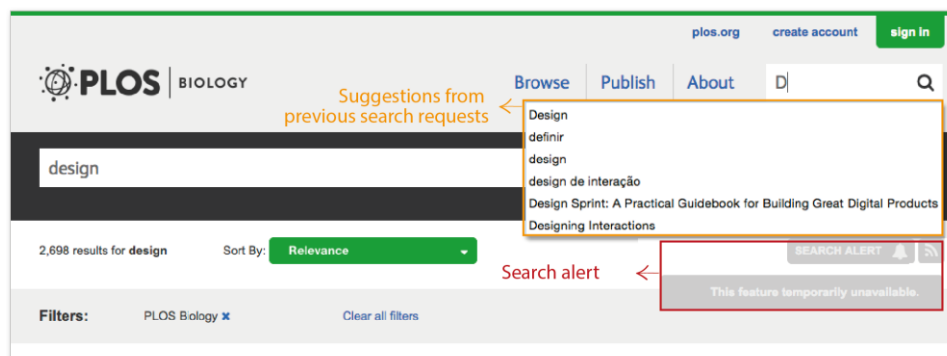 plos.org create account sign in
PLOS BIOLOGY
Browse Publish About D
Suggestions from
previous search requests
Design
definir
design
design de interação
Design Sprint: A Practical Guidebook for Building Great Digital Products
Designing Interactions
design
2,698 results for design Sort By: Relevance
SEARCH ALERT
Search alert
This feature temporarily unavailable.
Filters: PLOS Biology x Clear all filters